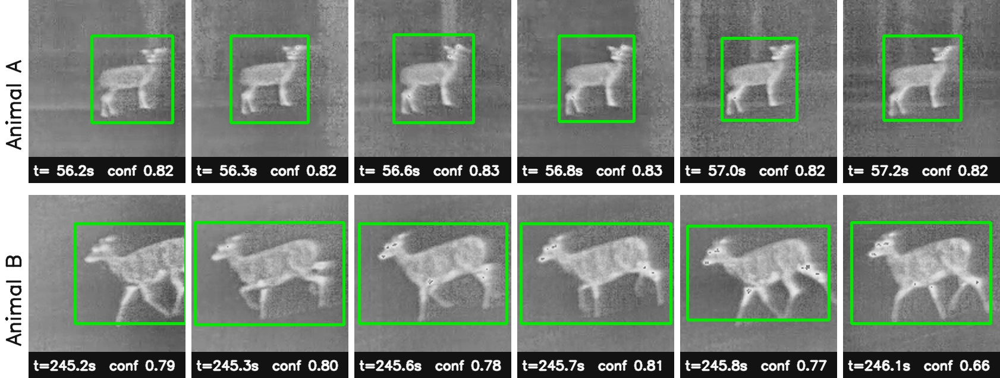 Animal A
t= 56.2s conf 0.82
t= 56.3s conf 0.82
t= 56.6s conf 0.83
t= 56.8s conf 0.83
t= 57.0s conf 0.82
t= 57.2s conf 0.82
Animal B
t=245.2s conf 0.79
t=245.3s conf 0.80
t=245.6s conf 0.78
t=245.7s conf 0.81
t=245.8s conf 0.77
t=246.1s conf 0.66